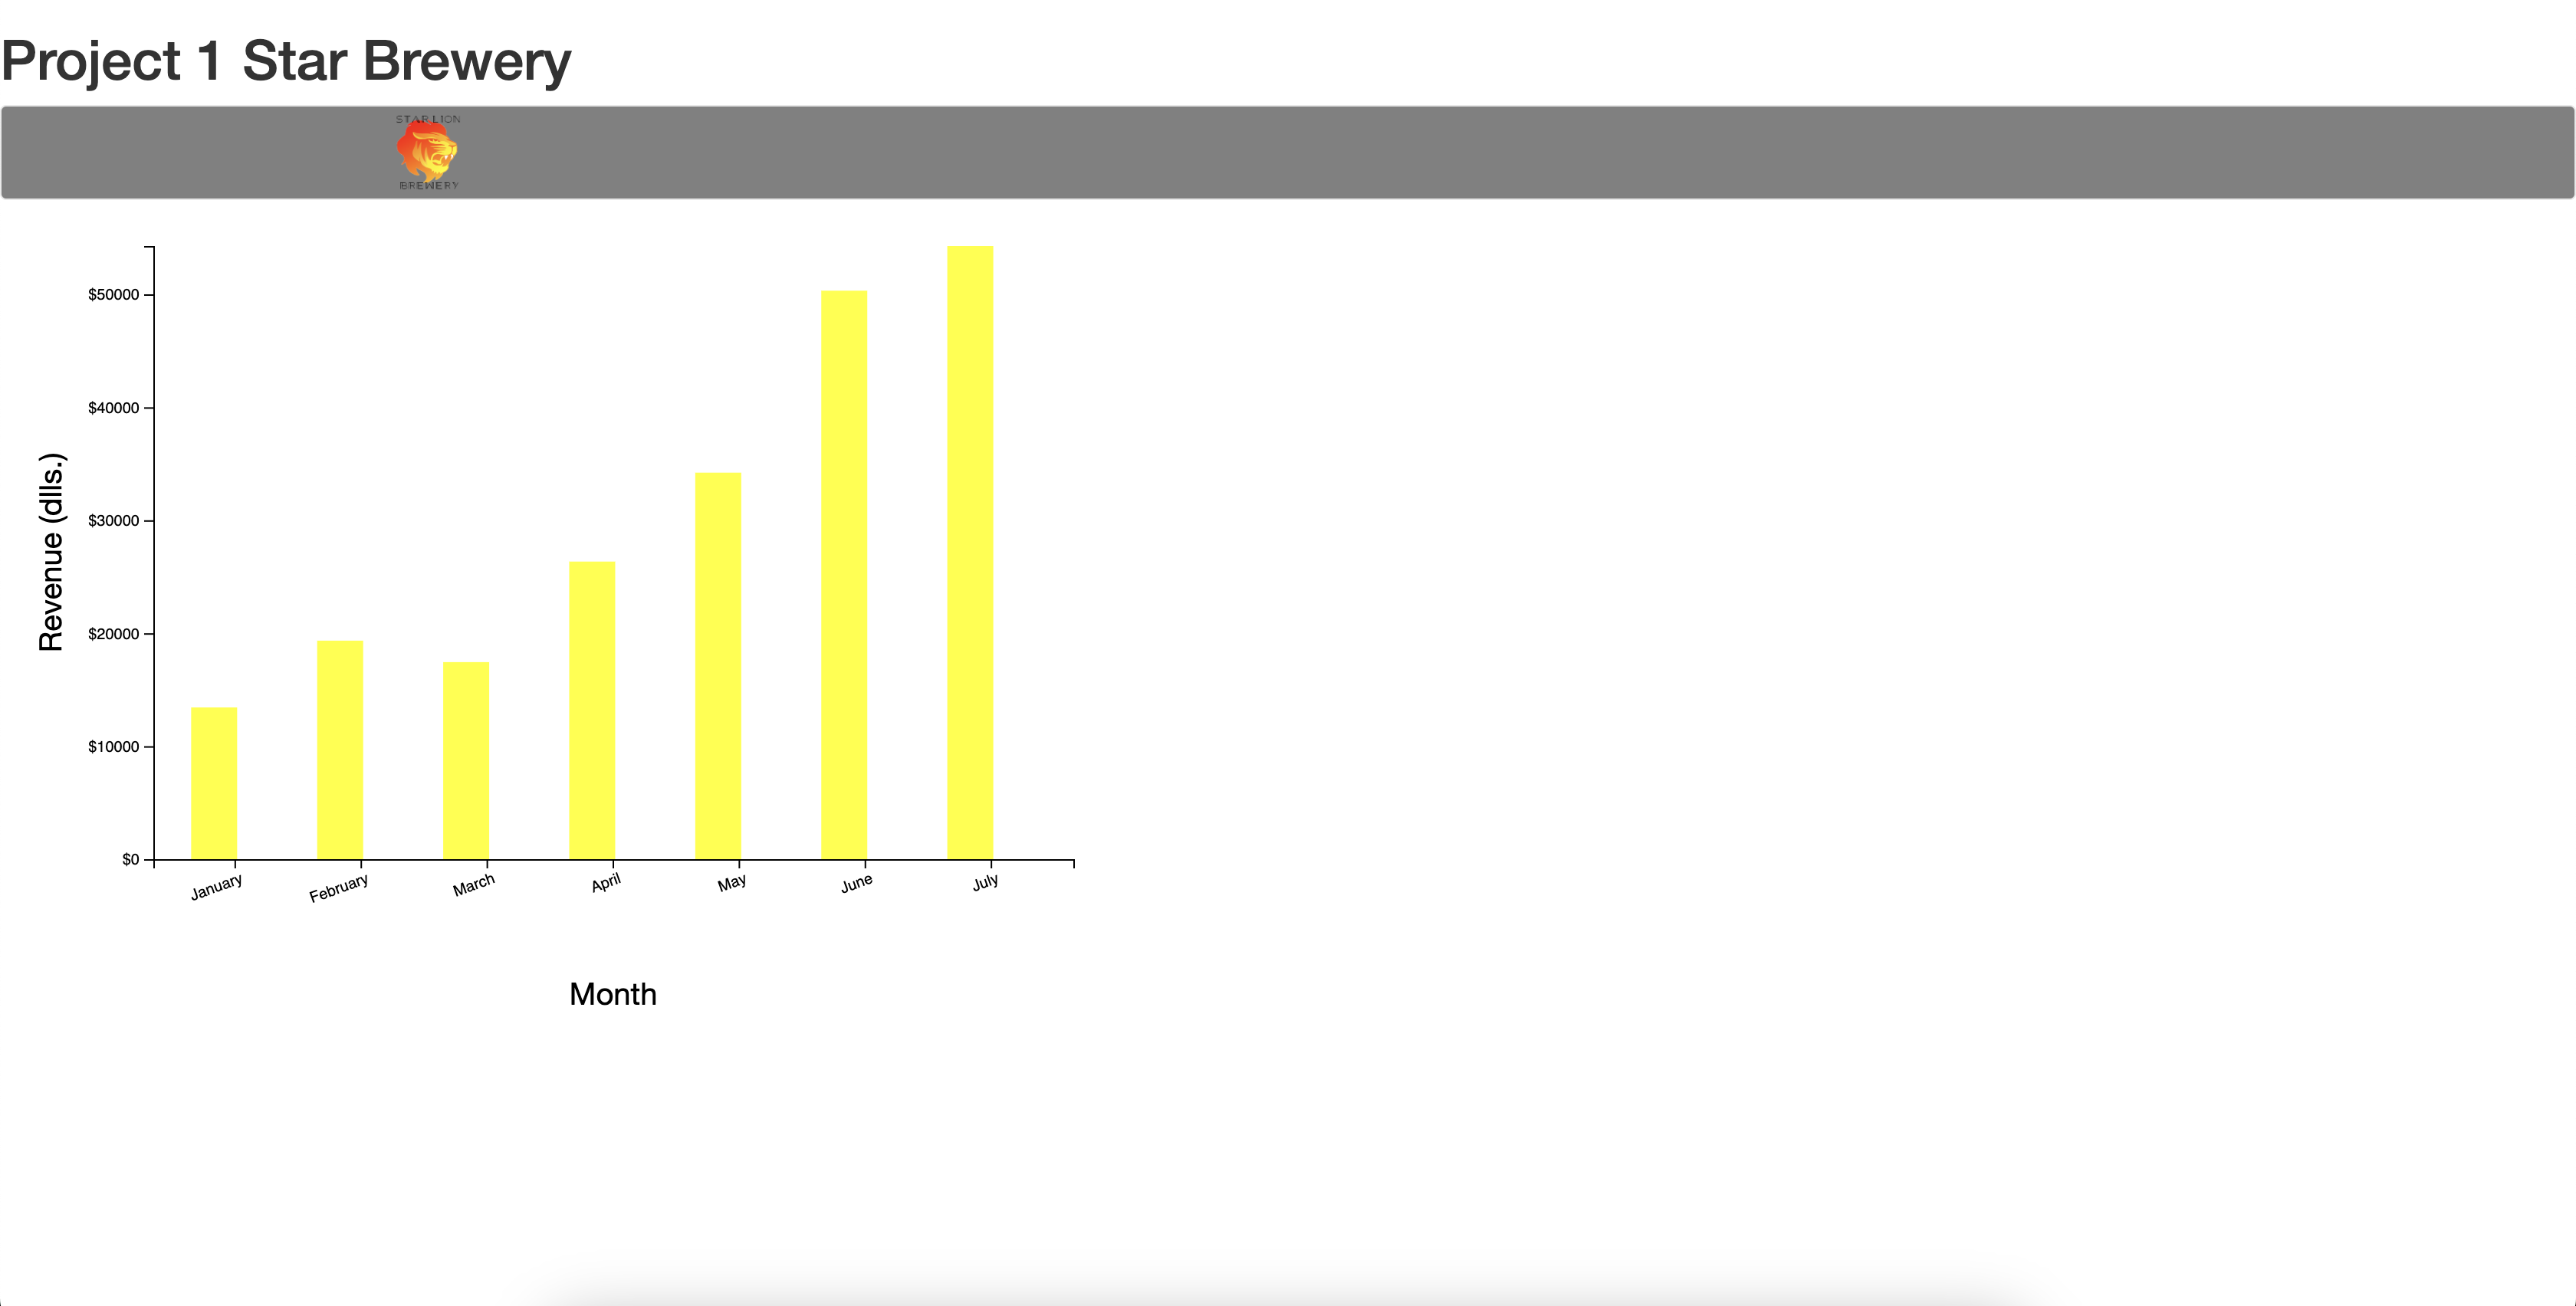 Project 1 Star Brewery
STAR LION
BREWERY
$50000
$40000
$30000
$20000
$10000
$0
Revenue (dlls.)
January
February
March
April
May
June
July
Month